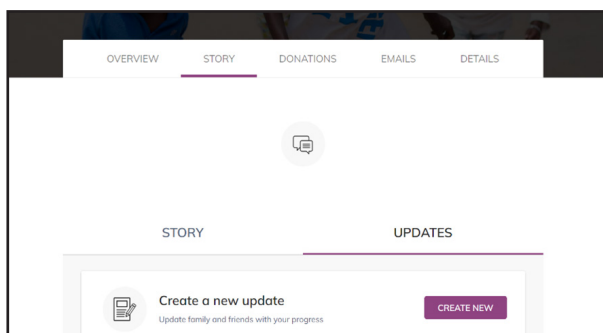 OVERVIEW STORY DONATIONS EMAILS DETAILS
STORY UPDATES
Create a new update
Update family and friends with your progress
CREATE NEW